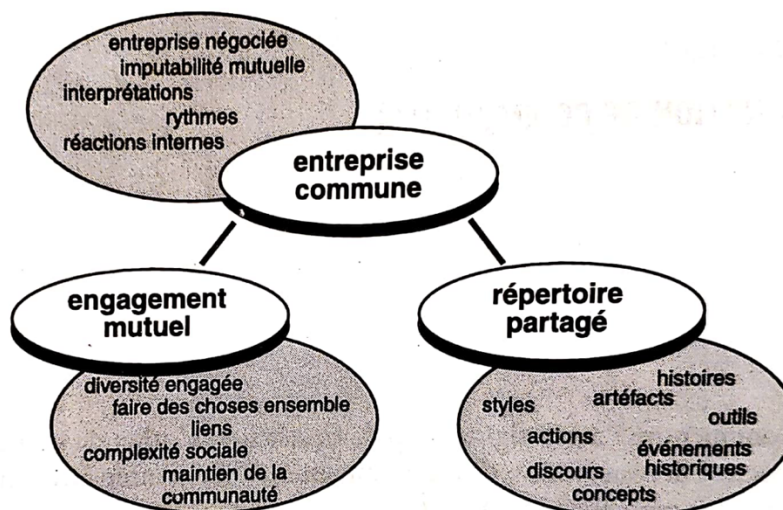 entreprise négociée
imputabilité mutuelle
interprétations
rythmes
réactions internes
entreprise
commune
engagement
mutuel
diversité engagée
faire des choses ensemble
liens
complexité sociale
maintien de la
communauté
répertoire
partagé
histoires
styles
artéfacts
outils
actions
événements
historiques
discours
concepts